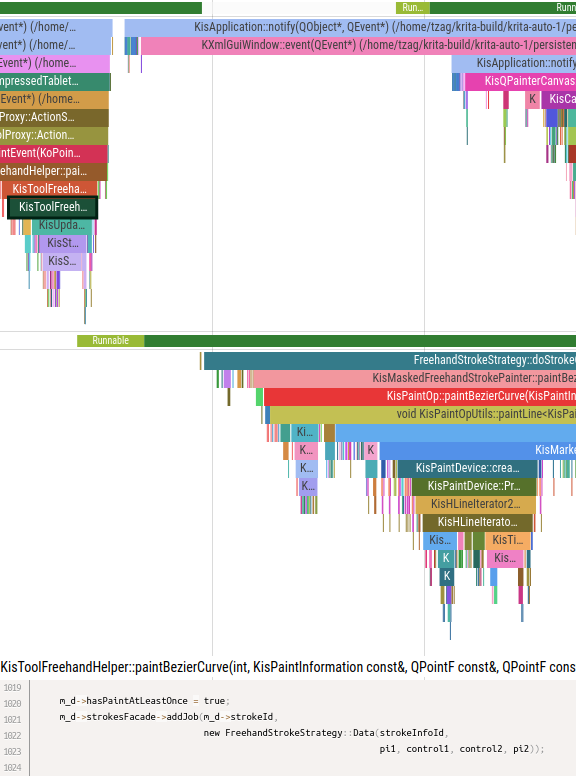 Run...
Runn
vent*) (/home/...
KisApplication::notify(QObject*, QEvent*) (/home/tzag/krita-build/krita-auto-1/pe
vent*) (/home/...
KXmlGuiWindow::event(QEvent*) (/home/tzag/krita-build/krita-auto-1/persisten
Event*) (/home...
KisApplication::notify
mpressedTablet...
KisQPainterCanvas
Event*) (/home...
K
KisCa
Proxy::ActionS...
olProxy::Action...
ntEvent(KoPoin...
ehandHelper::pai...
KisToolFreeha...
KisToolFreeh...
KisUpda...
KisSt...
KisS...
Runnable
FreehandStrokeStrategy::doStroke
KisMaskedFreehandStrokePainter::paintBez
KisPaintOp::paintBezierCurve(KisPaintIn
void KisPaintOpUtils::paintLine<KisPai
Ki...
K...
K
KisMarke
K...
KisPaintDevice::crea...
K...
KisPaintDevice::Pr...
KisHLineIterator2...
KisHLineIterato...
Kis...
KisTi...
K
Kis...
K
KisToolFreehandHelper::paintBezierCurve(int, KisPaintInformation const&, QPointF const&, QPointF cons
1019
1020 m_d->hasPaintAtLeastOnce = true;
1021 m_d->strokesFacade->addJob(m_d->strokeId,
1022 new FreehandStrokeStrategy::Data(strokeInfoId,
1023 pi1, control1, control2, pi2));
1024